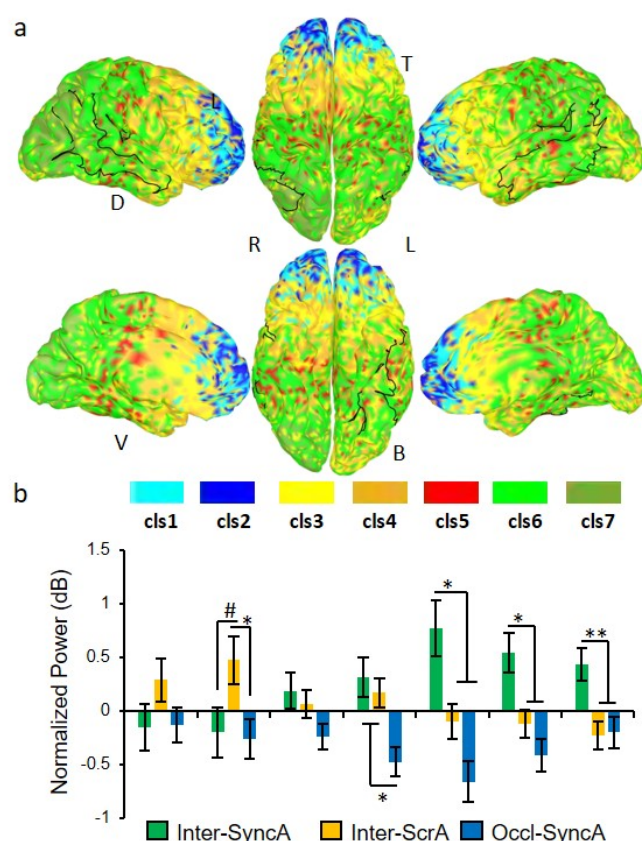 a
T
L
D
R L
V
B
b
cls1 cls2 cls3 cls4 cls5 cls6 cls7
1.5
1
0.5
0
-0.5
-1
Normalized Power (dB)
# *
*
*
*
**
Inter-SyncA Inter-ScrA Occl-SyncA